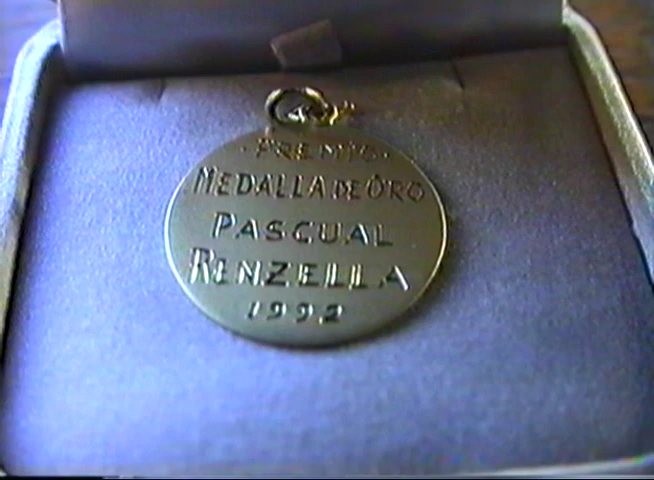 · PREMIO ·
MEDALLA DE ORO
PASCUAL
RENZELLA
1992